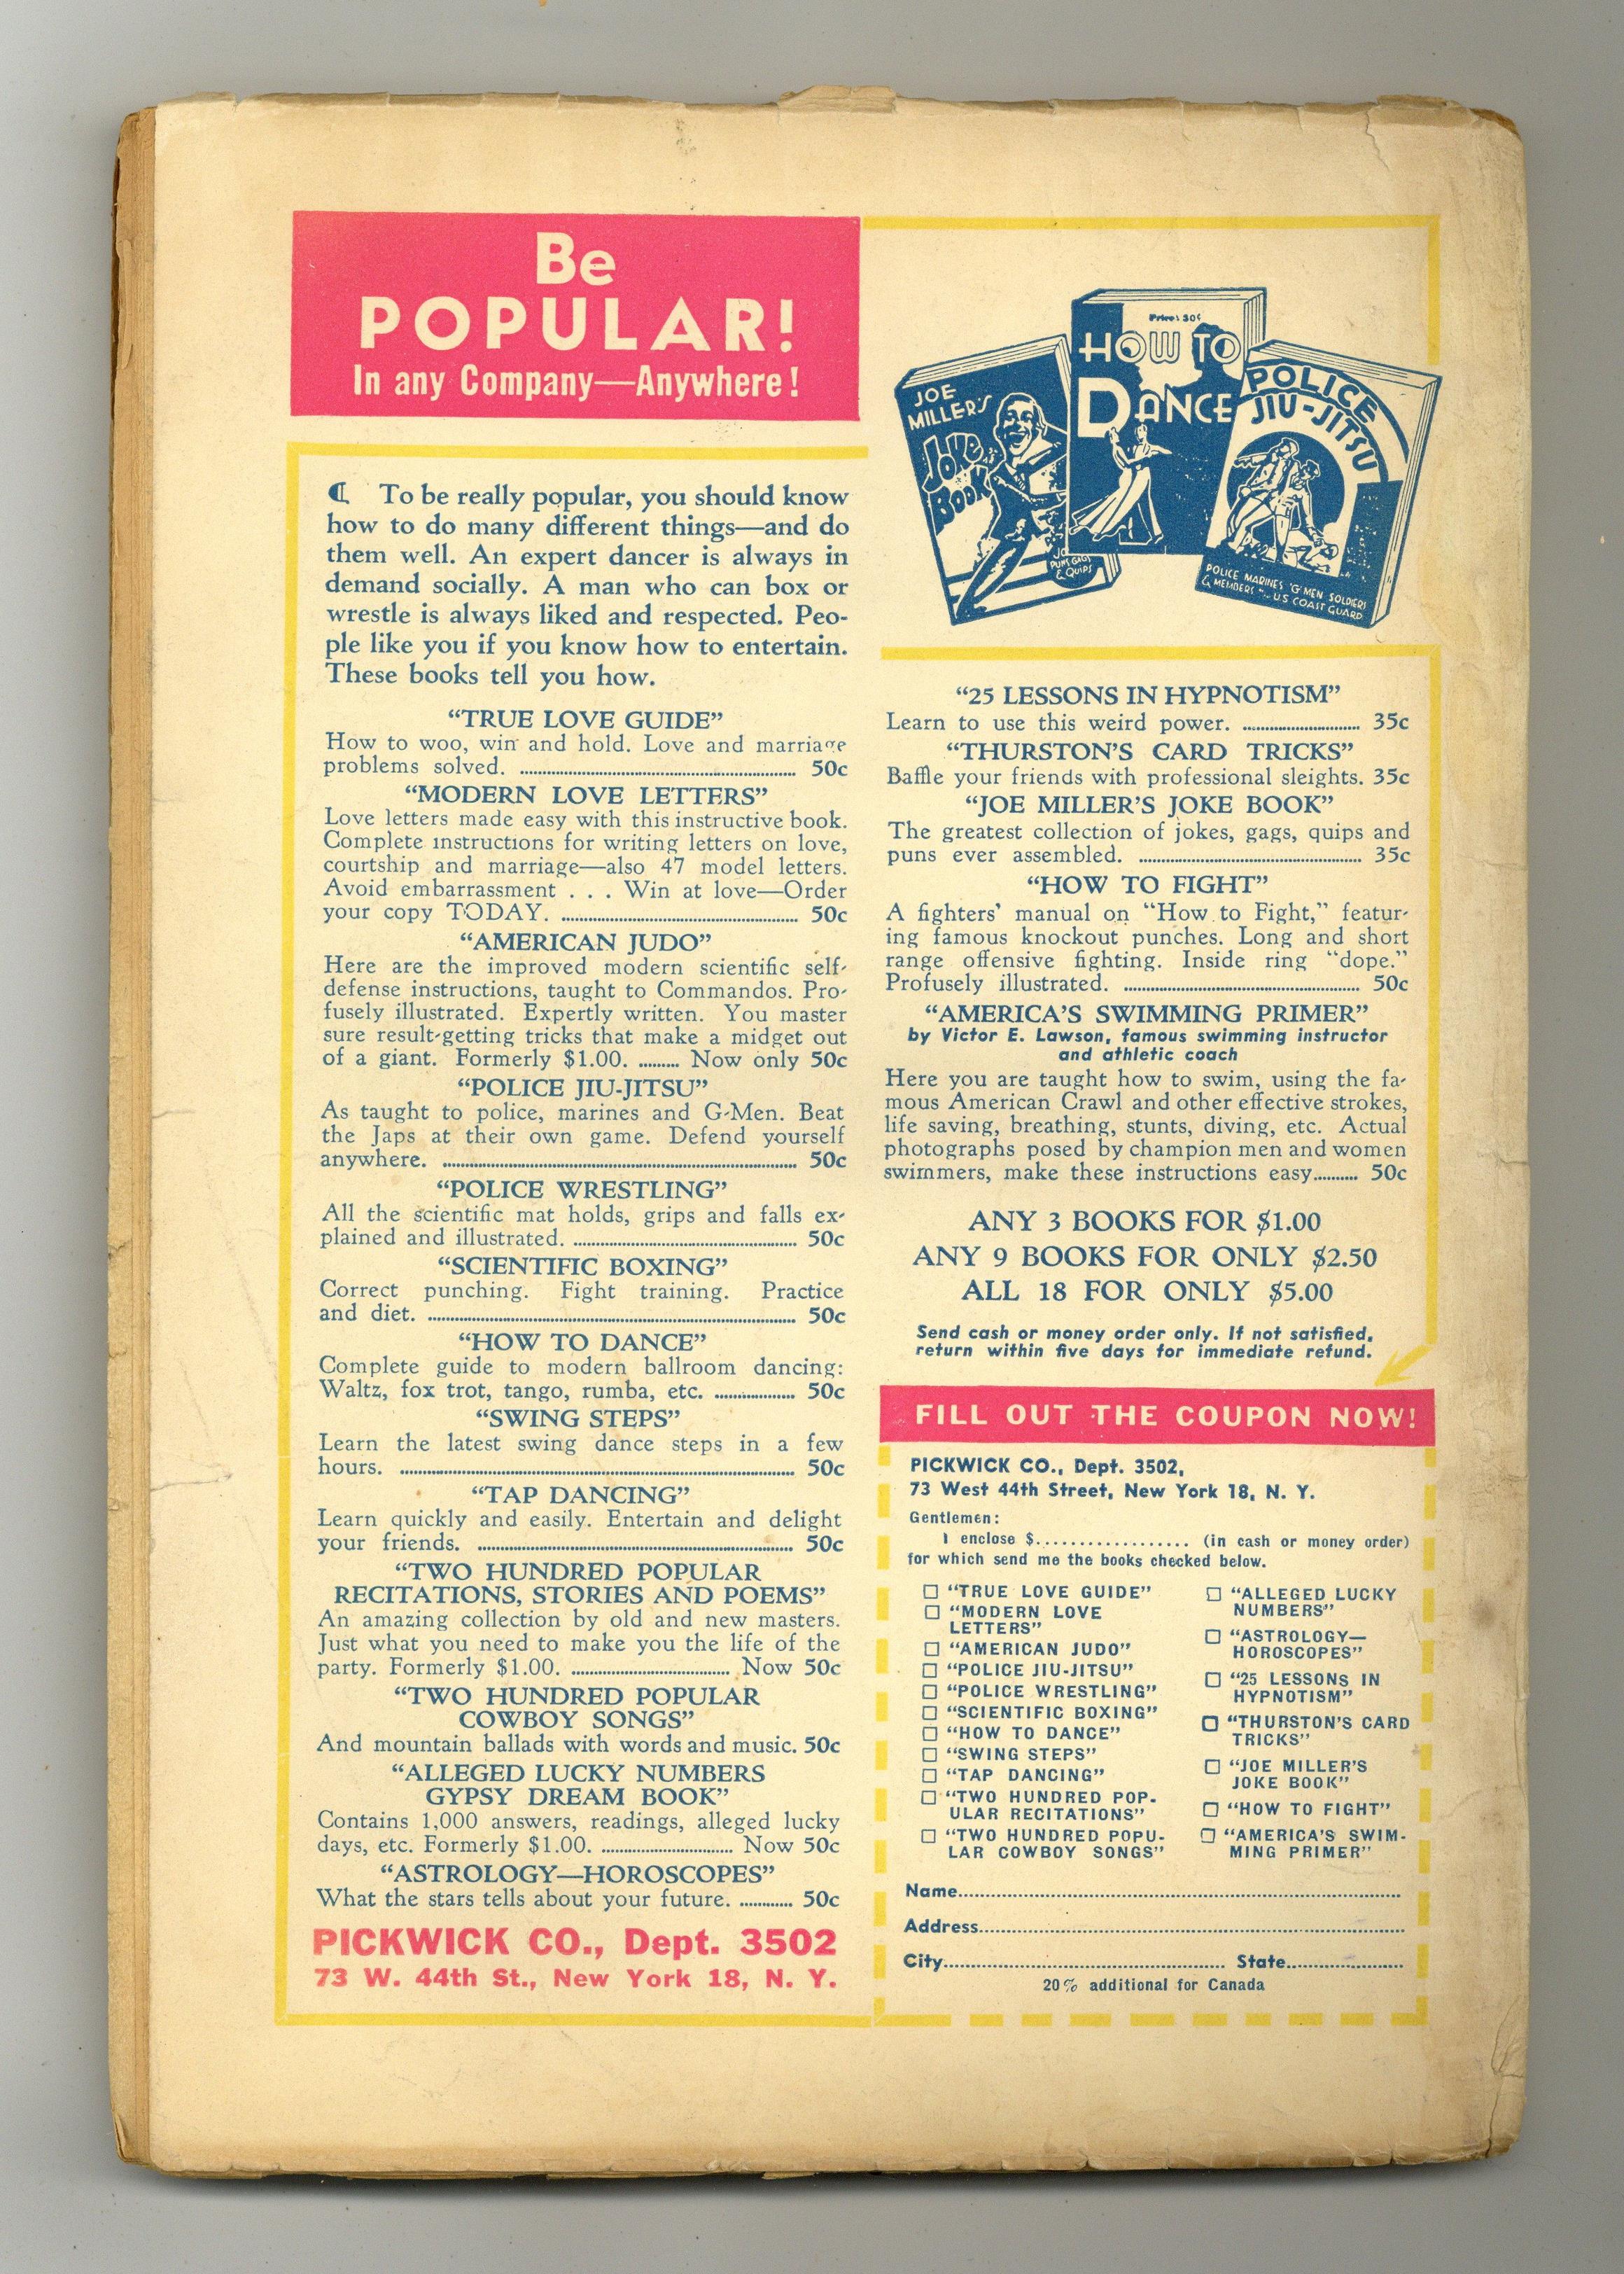 Be
POPULAR!
In any Company—Anywhere!
To be really popular, you should know
how to do many different things—and do
them well. An expert dancer is always in
demand socially. A man who can box or
wrestle is always liked and respected. Peo-
ple like you if you know how to entertain.
These books tell you how.
"TRUE LOVE GUIDE"
How to woo, win and hold. Love and marriage
problems solved. ........ 50c
"MODERN LOVE LETTERS"
Love letters made easy with this instructive book.
Complete instructions for writing letters on love,
courtship and marriage—also 47 model letters.
Avoid embarrassment . . . Win at love—Order
your copy TODAY. ........ 50c
"AMERICAN JUDO"
Here are the improved modern scientific self-
defense instructions, taught to Commandos. Pro-
fusely illustrated. Expertly written. You master
sure result-getting tricks that make a midget out
of a giant. Formerly $1.00. ........ Now only 50c
"POLICE JIU-JITSU"
As taught to police, marines and G-Men. Beat
the Japs at their own game. Defend yourself
anywhere. ........ 50c
"POLICE WRESTLING"
All the scientific mat holds, grips and falls ex-
plained and illustrated. ........ 50c
"SCIENTIFIC BOXING"
Correct punching. Fight training. Practice
and diet. ........ 50c
"HOW TO DANCE"
Complete guide to modern ballroom dancing:
Waltz, fox trot, tango, rumba, etc. ........ 50c
"SWING STEPS"
Learn the latest swing dance steps in a few
hours. ........ 50c
"TAP DANCING"
Learn quickly and easily. Entertain and delight
your friends. ........ 50c
"TWO HUNDRED POPULAR
RECITATIONS, STORIES AND POEMS"
An amazing collection by old and new masters.
Just what you need to make you the life of the
party. Formerly $1.00. ........ Now 50c
"TWO HUNDRED POPULAR
COWBOY SONGS"
And mountain ballads with words and music. 50c
"ALLEGED LUCKY NUMBERS
GYPSY DREAM BOOK"
Contains 1,000 answers, readings, alleged lucky
days, etc. Formerly $1.00. ........ Now 50c
"ASTROLOGY—HOROSCOPES"
What the stars tells about your future. ........ 50c
PICKWICK CO., Dept. 3502
73 W. 44th St., New York 18, N. Y.
JOE
MILLER'S
JOKE
BOOK
PUNS GAGS
& QUIPS
Price: 50¢
HOW TO
DANCE
POLICE
JIU-JITSU
POLICE MARINES 'G' MEN SOLDIERS
& MEMBERS U S COAST GUARD
"25 LESSONS IN HYPNOTISM"
Learn to use this weird power. ........ 35c
"THURSTON'S CARD TRICKS"
Baffle your friends with professional sleights. 35c
"JOE MILLER'S JOKE BOOK"
The greatest collection of jokes, gags, quips and
puns ever assembled. ........ 35c
"HOW TO FIGHT"
A fighters' manual on "How to Fight," featur-
ing famous knockout punches. Long and short
range offensive fighting. Inside ring "dope."
Profusely illustrated. ........ 50c
"AMERICA'S SWIMMING PRIMER"
by Victor E. Lawson, famous swimming instructor
and athletic coach
Here you are taught how to swim, using the fa-
mous American Crawl and other effective strokes,
life saving, breathing, stunts, diving, etc. Actual
photographs posed by champion men and women
swimmers, make these instructions easy........ 50c
ANY 3 BOOKS FOR $1.00
ANY 9 BOOKS FOR ONLY $2.50
ALL 18 FOR ONLY $5.00
Send cash or money order only. If not satisfied,
return within five days for immediate refund.
FILL OUT THE COUPON NOW!
PICKWICK CO., Dept. 3502,
73 West 44th Street, New York 18, N. Y.
Gentlemen:
I enclose $.................. (in cash or money order)
for which send me the books checked below.
☐ "TRUE LOVE GUIDE"
☐ "MODERN LOVE
LETTERS"
☐ "AMERICAN JUDO"
☐ "POLICE JIU-JITSU"
☐ "POLICE WRESTLING"
☐ "SCIENTIFIC BOXING"
☐ "HOW TO DANCE"
☐ "SWING STEPS"
☐ "TAP DANCING"
☐ "TWO HUNDRED POP-
ULAR RECITATIONS"
☐ "TWO HUNDRED POPU-
LAR COWBOY SONGS"
☐ "ALLEGED LUCKY
NUMBERS"
☐ "ASTROLOGY—
HOROSCOPES"
☐ "25 LESSONS IN
HYPNOTISM"
☐ "THURSTON'S CARD
TRICKS"
☐ "JOE MILLER'S
JOKE BOOK"
☐ "HOW TO FIGHT"
☐ "AMERICA'S SWIM-
MING PRIMER"
Name........
Address........
City........ State........
20% additional for Canada